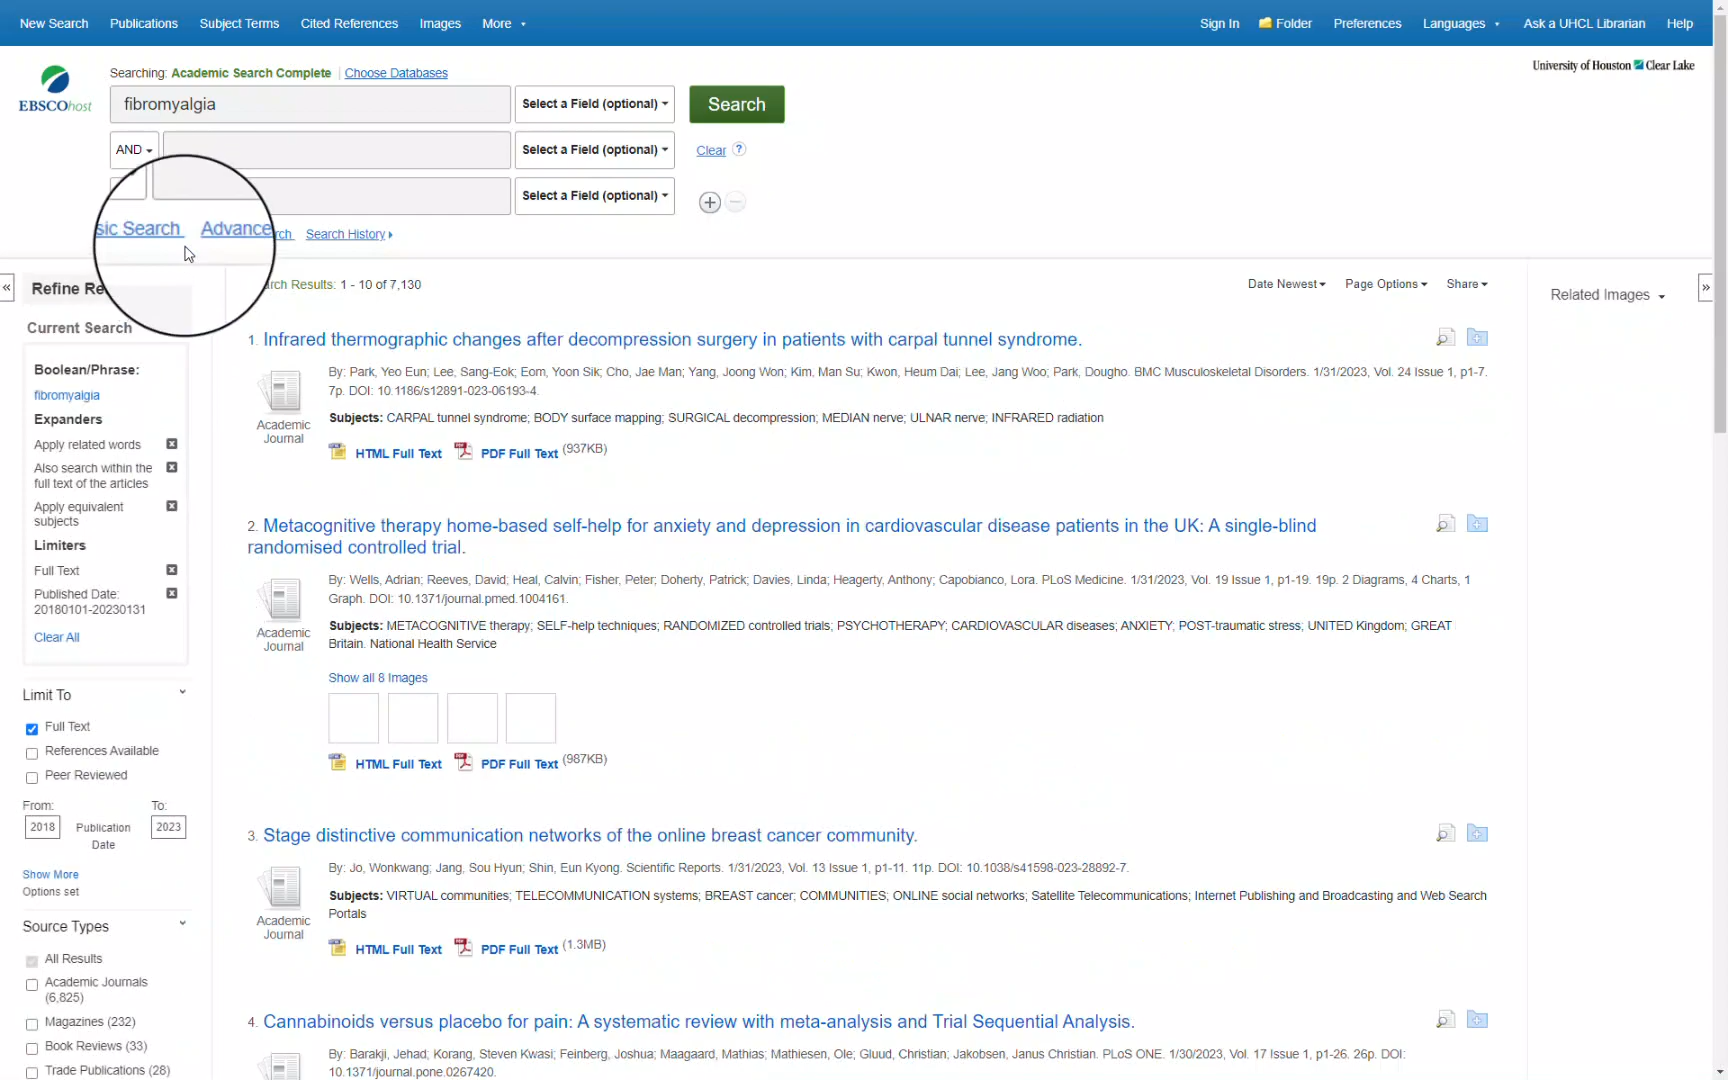 New Search Publications Subject Terms Cited References Images More Sign In Folder Preferences Languages Ask a UHCL Librarian Help
Searching: Academic Search Complete Choose Databases
University of Houston Clear Lake
EBSCOhost
fibromyalgia Select a Field (optional) Search
AND Select a Field (optional) Clear ?
Select a Field (optional)
Search Search History
Refine
Search Results: 1 - 10 of 7,130
Date Newest Page Options Share
Related Images
Current Search
Boolean/Phrase:
fibromyalgia
Expanders
Apply related words
Also search within the
full text of the articles
Apply equivalent
subjects
Limiters
Full Text
Published Date:
20180101-20230131
Clear All
Limit To
Full Text
References Available
Peer Reviewed
From: To:
2018 Publication 2023
Date
Show More
Options set
Source Types
All Results
Academic Journals
(6,825)
Magazines (232)
Book Reviews (33)
Trade Publications (28)
1. Infrared thermographic changes after decompression surgery in patients with carpal tunnel syndrome.
By: Park, Yeo Eun; Lee, Sang-Eok; Eom, Yoon Sik; Cho, Jae Man; Yang, Joong Won; Kim, Man Su; Kwon, Heum Dai; Lee, Jang Woo; Park, Dougho. BMC Musculoskeletal Disorders. 1/31/2023, Vol. 24 Issue 1, p1-7.
7p. DOI: 10.1186/s12891-023-06193-4.
Academic
Journal
Subjects: CARPAL tunnel syndrome; BODY surface mapping; SURGICAL decompression; MEDIAN nerve; ULNAR nerve; INFRARED radiation
HTML Full Text PDF Full Text (937KB)
2. Metacognitive therapy home-based self-help for anxiety and depression in cardiovascular disease patients in the UK: A single-blind
randomised controlled trial.
By: Wells, Adrian; Reeves, David; Heal, Calvin; Fisher, Peter; Doherty, Patrick; Davies, Linda; Heagerty, Anthony; Capobianco, Lora. PLoS Medicine. 1/31/2023, Vol. 19 Issue 1, p1-19. 19p. 2 Diagrams, 4 Charts, 1
Graph. DOI: 10.1371/journal.pmed.1004161.
Academic
Journal
Subjects: METACOGNITIVE therapy; SELF-help techniques; RANDOMIZED controlled trials; PSYCHOTHERAPY; CARDIOVASCULAR diseases; ANXIETY; POST-traumatic stress; UNITED Kingdom; GREAT
Britain. National Health Service
Show all 8 Images
HTML Full Text PDF Full Text (987KB)
3. Stage distinctive communication networks of the online breast cancer community.
By: Jo, Wonkwang; Jang, Sou Hyun; Shin, Eun Kyong. Scientific Reports. 1/31/2023, Vol. 13 Issue 1, p1-11. 11p. DOI: 10.1038/s41598-023-28892-7.
Academic
Journal
Subjects: VIRTUAL communities; TELECOMMUNICATION systems; BREAST cancer; COMMUNITIES; ONLINE social networks; Satellite Telecommunications; Internet Publishing and Broadcasting and Web Search
Portals
HTML Full Text PDF Full Text (1.3MB)
4. Cannabinoids versus placebo for pain: A systematic review with meta-analysis and Trial Sequential Analysis.
By: Barakji, Jehad; Korang, Steven Kwasi; Feinberg, Joshua; Maagaard, Mathias; Mathiesen, Ole; Gluud, Christian; Jakobsen, Janus Christian. PLoS ONE. 1/30/2023, Vol. 17 Issue 1, p1-26. 26p. DOI:
10.1371/journal.pone.0267420.